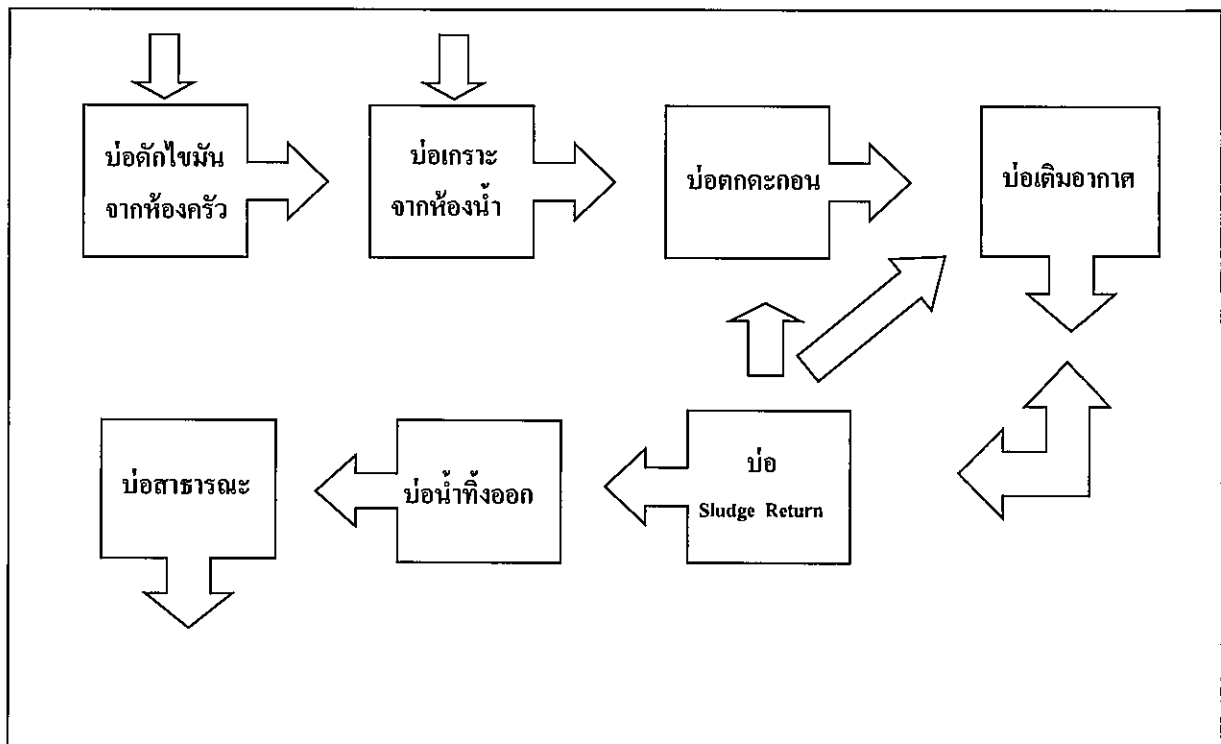 บ่อดักไขมัน
จากห้องครัว
บ่อเกราะ
จากห้องน้ำ
บ่อตกตะกอน
บ่อเติมอากาศ
บ่อสาธารณะ
บ่อน้ำทิ้งออก
บ่อ
Sludge Return